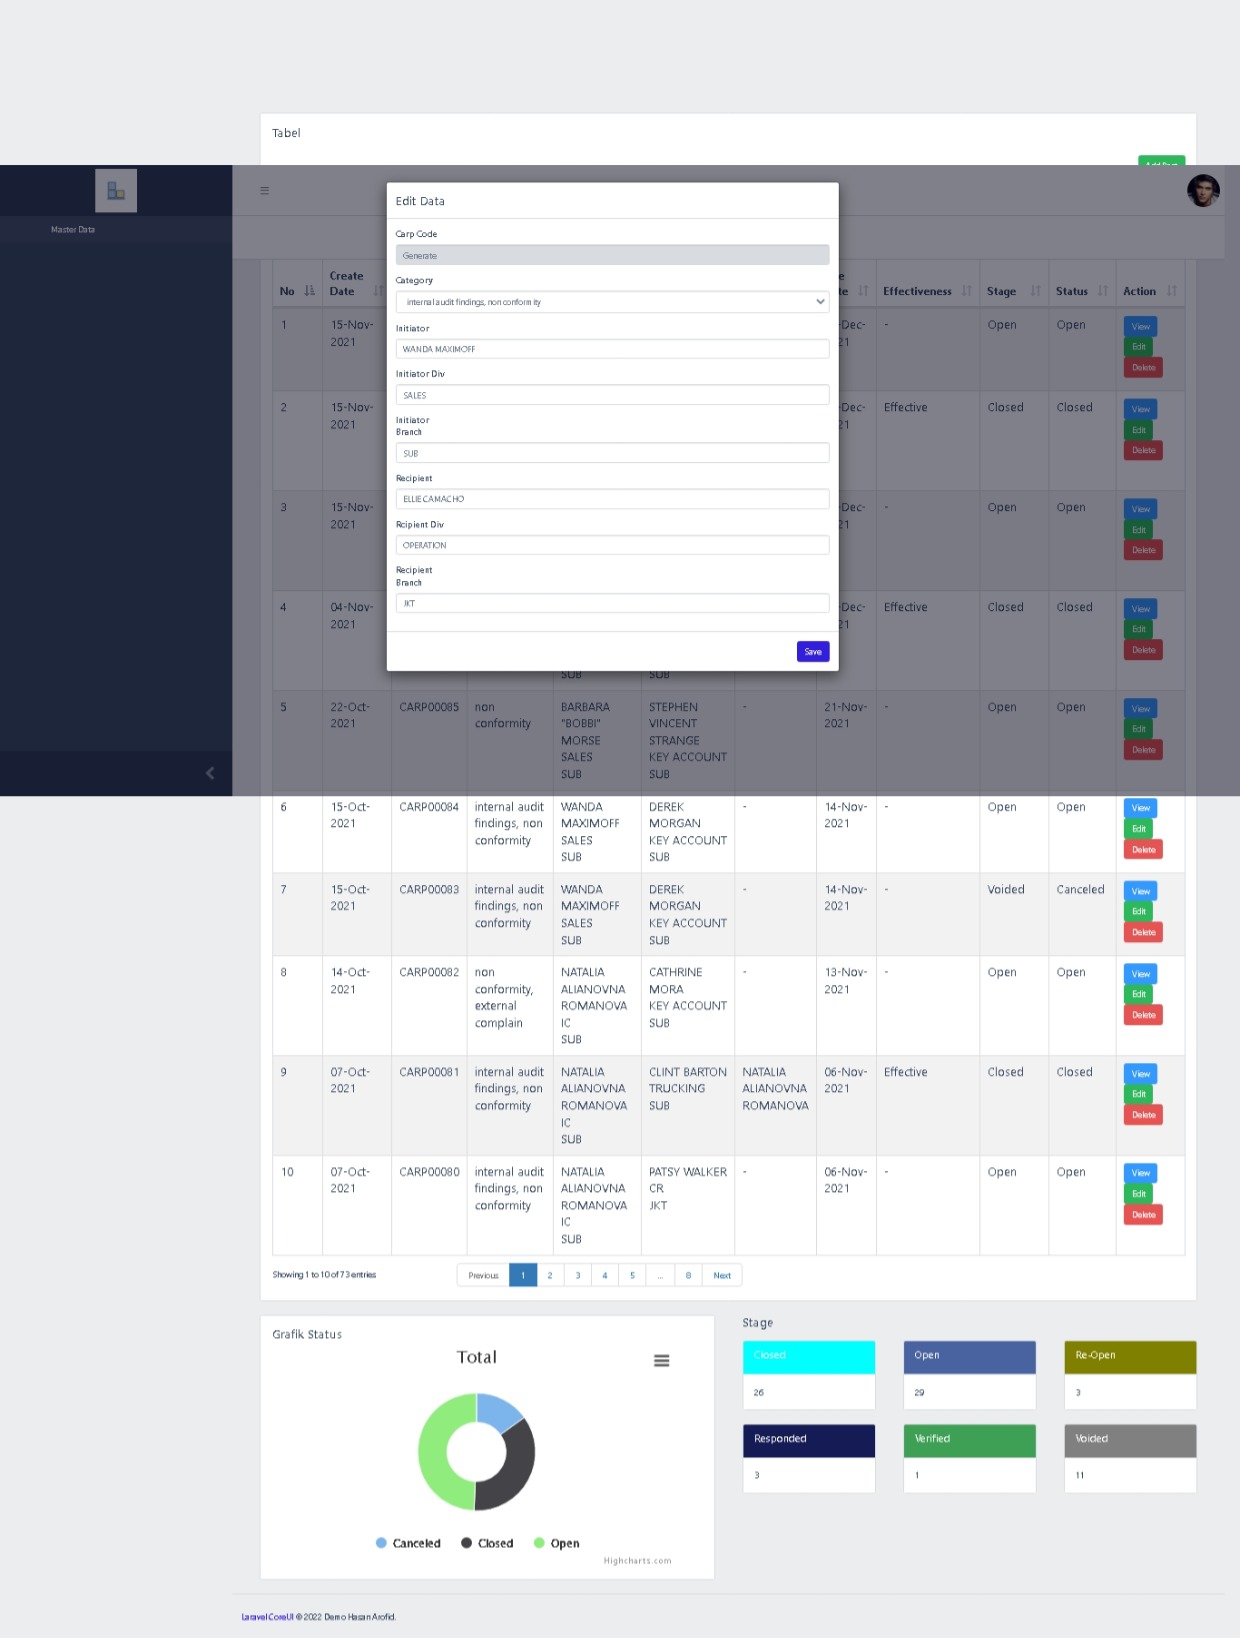 Tabel
Master Data
Edit Data
Carp Code
Generate
Category
internal audit findings, non conformity
Initiator
WANDA MAXIMOFF
Initiator Div
SALES
Initiator
Branch
SUB
Recipient
ELLIE CAMACHO
Rcipient Div
OPERATION
Recipient
Branch
JKT
Save
No
Create
Date
Effectiveness
Stage
Status
Action
1
15-Nov-
2021
-
Open
Open
View
Edit
Delete
2
15-Nov-
2021
Effective
Closed
Closed
View
Edit
Delete
3
15-Nov-
2021
-
Open
Open
View
Edit
Delete
4
04-Nov-
2021
SUB
SUB
Effective
Closed
Closed
View
Edit
Delete
5
22-Oct-
2021
CARP00085
non
conformity
BARBARA
"BOBBI"
MORSE
SALES
SUB
STEPHEN
VINCENT
STRANGE
KEY ACCOUNT
SUB
-
21-Nov-
2021
-
Open
Open
View
Edit
Delete
6
15-Oct-
2021
CARP00084
internal audit
findings, non
conformity
WANDA
MAXIMOFF
SALES
SUB
DEREK
MORGAN
KEY ACCOUNT
SUB
-
14-Nov-
2021
-
Open
Open
View
Edit
Delete
7
15-Oct-
2021
CARP00083
internal audit
findings, non
conformity
WANDA
MAXIMOFF
SALES
SUB
DEREK
MORGAN
KEY ACCOUNT
SUB
-
14-Nov-
2021
-
Voided
Canceled
View
Edit
Delete
8
14-Oct-
2021
CARP00082
non
conformity,
external
complain
NATALIA
ALIANOVNA
ROMANOVA
IC
SUB
CATHRINE
MORA
KEY ACCOUNT
SUB
-
13-Nov-
2021
-
Open
Open
View
Edit
Delete
9
07-Oct-
2021
CARP00081
internal audit
findings, non
conformity
NATALIA
ALIANOVNA
ROMANOVA
IC
SUB
CLINT BARTON
TRUCKING
SUB
NATALIA
ALIANOVNA
ROMANOVA
06-Nov-
2021
Effective
Closed
Closed
View
Edit
Delete
10
07-Oct-
2021
CARP00080
internal audit
findings, non
conformity
NATALIA
ALIANOVNA
ROMANOVA
IC
SUB
PATSY WALKER
CR
JKT
-
06-Nov-
2021
-
Open
Open
View
Edit
Delete
Showing 1 to 10 of 73 entries
Previous 1 2 3 4 5 ... 8 Next
Grafik Status
Total
Canceled Closed Open
Highcharts.com
Stage
Closed
26
Open
29
Re-Open
3
Responded
3
Verified
1
Voided
11
Laravel CoreUI © 2022 Demo Hasan Arofid.